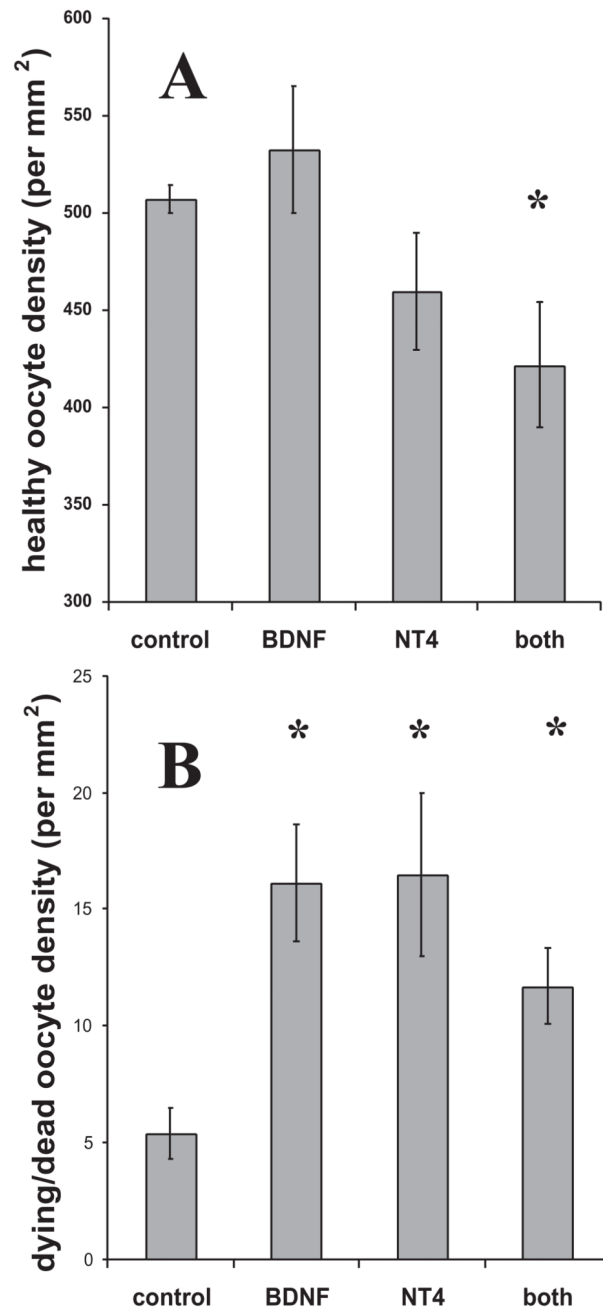 A
healthy oocyte density (per mm²)
600
550
500
450
400
350
300
*
control BDNF NT4 both
B
dying/dead oocyte density (per mm²)
25
20
15
10
5
0
* * *
control BDNF NT4 both